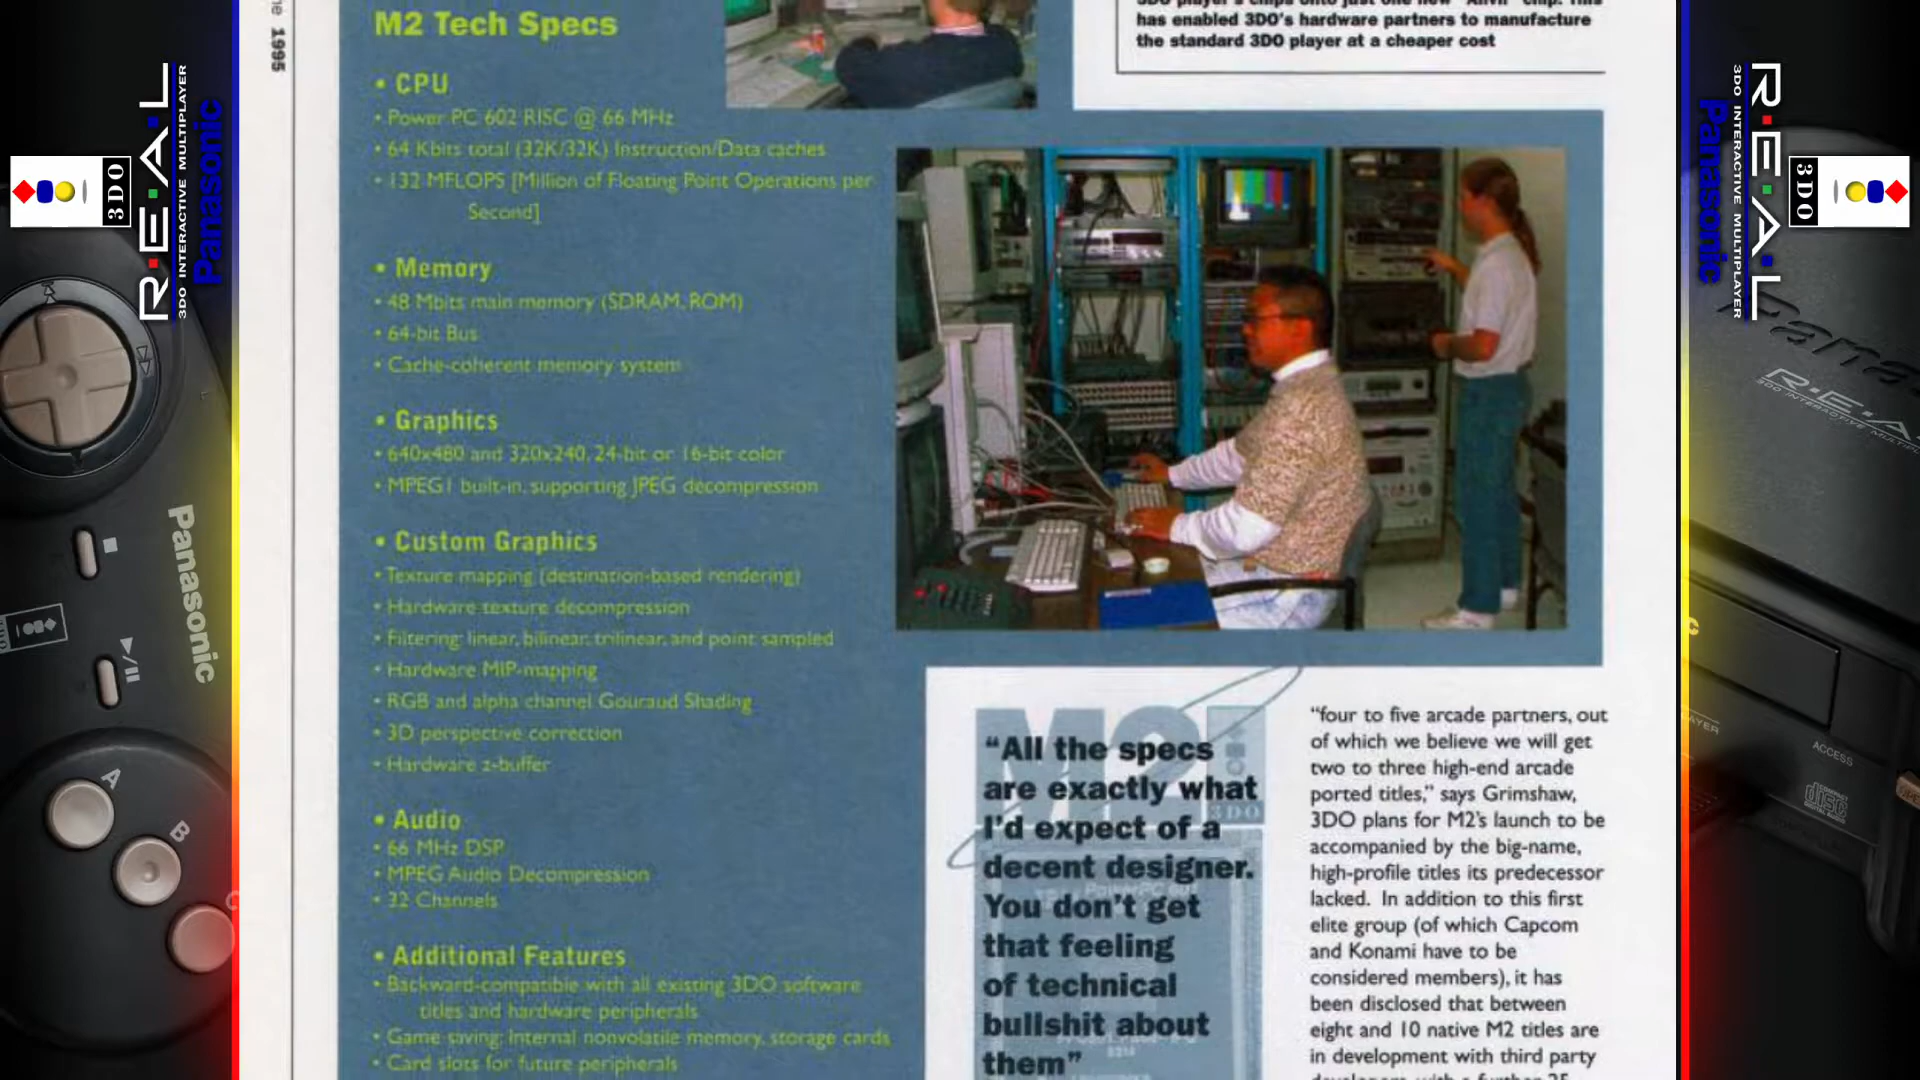 ne 1995
M2 Tech Specs
• CPU
• Power PC 602 RISC @ 66 MHz
• 64 Kbits total (32K/32K) Instruction/Data caches
• 132 MFLOPS [Million of Floating Point Operations per
Second]
• Memory
• 48 Mbits main memory (SDRAM, ROM)
• 64-bit Bus
• Cache-coherent memory system
• Graphics
• 640x480 and 320x240, 24-bit or 16-bit color
• MPEG1 built-in, supporting JPEG decompression
• Custom Graphics
• Texture mapping (destination-based rendering)
• Hardware texture decompression
• Filtering: linear, bilinear, trilinear, and point sampled
• Hardware MIP-mapping
• RGB and alpha channel Gouraud Shading
• 3D perspective correction
• Hardware z-buffer
• Audio
• 66 MHz DSP
• MPEG Audio Decompression
• 32 Channels
• Additional Features
• Backward-compatible with all existing 3DO software
titles and hardware peripherals
• Game saving: Internal nonvolatile memory, storage cards
• Card slots for future peripherals
has enabled 3DO's hardware partners to manufacture
the standard 3DO player at a cheaper cost
M2
3DO
“All the specs
are exactly what
I'd expect of a
decent designer.
You don't get
that feeling
of technical
bullshit about
them”
“four to five arcade partners, out
of which we believe we will get
two to three high-end arcade
ported titles,” says Grimshaw,
3DO plans for M2's launch to be
accompanied by the big-name,
high-profile titles its predecessor
lacked. In addition to this first
elite group (of which Capcom
and Konami have to be
considered members), it has
been disclosed that between
eight and 10 native M2 titles are
in development with third party
3DO
R·E·A·L
3DO INTERACTIVE MULTIPLAYER
Panasonic
Panasonic
A
B
C
3DO
R·E·A·L
3DO INTERACTIVE MULTIPLAYER
Panasonic
Pana
R·E·A
ACCESS
disc